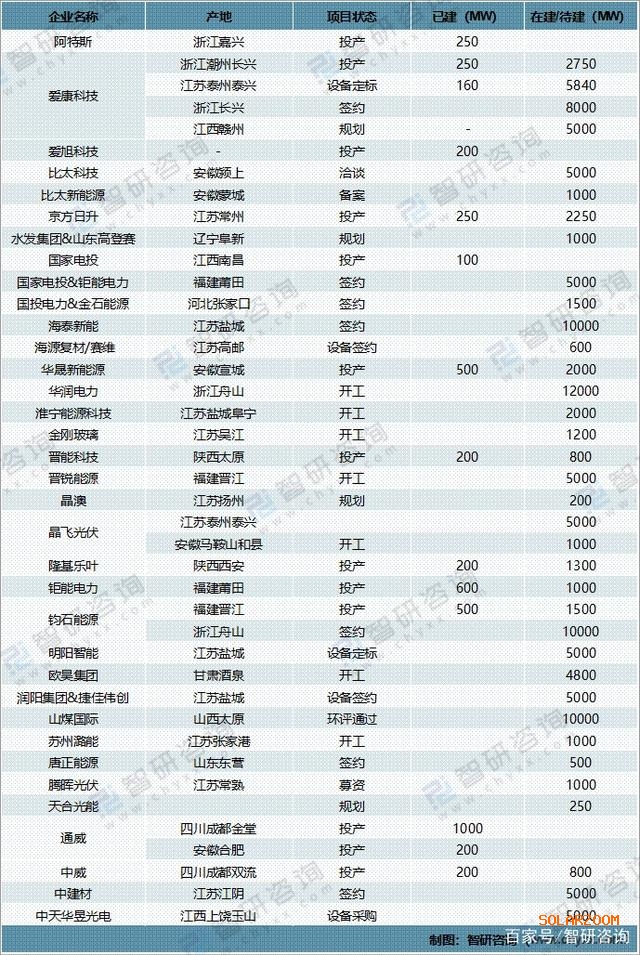 企业名称 产地 项目状态 已建（MW） 在建/待建（MW）
阿特斯 浙江嘉兴 投产 250
浙江潮州长兴 投产 250 2750
爱康科技 江苏泰州泰兴 设备定标 160 5840
浙江长兴 签约 8000
江西赣州 规划 - 5000
爱旭科技 - 投产 200
比太科技 安徽颍上 洽谈 5000
比太新能源 安徽蒙城 备案 1000
京方日升 江苏常州 投产 250 2250
水发集团&山东高登赛 辽宁阜新 规划 1000
国家电投 江西南昌 投产 100
国家电投&钜能电力 福建莆田 签约 5000
国投电力&金石能源 河北张家口 签约 1500
海泰新能 江苏盐城 签约 10000
海源复材/赛维 江苏高邮 设备签约 600
华晟新能源 安徽宣城 投产 500 2000
华润电力 浙江舟山 开工 12000
淮宁能源科技 江苏盐城阜宁 开工 2000
金刚玻璃 江苏吴江 开工 1200
晋能科技 陕西太原 投产 200 800
晋锐能源 福建晋江 开工 5000
晶澳 江苏扬州 规划 200
晶飞光伏 江苏泰州泰兴 5000
安徽马鞍山和县 开工 1000
隆基乐叶 陕西西安 投产 200 1300
钜能电力 福建莆田 投产 600 1000
钧石能源 福建晋江 投产 500 1500
浙江舟山 签约 10000
明阳智能 江苏盐城 设备定标 5000
欧昊集团 甘肃酒泉 开工 4800
润阳集团&捷佳伟创 江苏盐城 设备签约 5000
山煤国际 山西太原 环评通过 10000
苏州潞能 江苏张家港 开工 1000
唐正能源 山东东营 签约 500
腾晖光伏 江苏常熟 募资 1000
天合光能 规划 250
通威 四川成都金堂 投产 1000
安徽合肥 投产 200
中威 四川成都双流 投产 200 800
中建材 江苏江阴 签约 5000
中天华昱光电 江西上饶玉山 设备采购 5000
SOLARZOOM
制图：智研咨询（www.chyxx.com）
百家号/智研咨询
智研咨询
www.chyxx.com